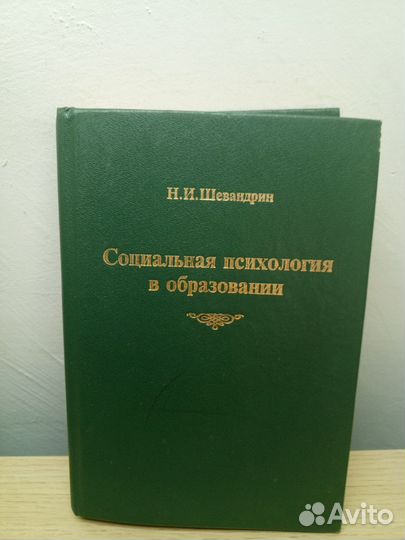 Н.И.Шевандрин
Социальная психология
в образовании
Avito